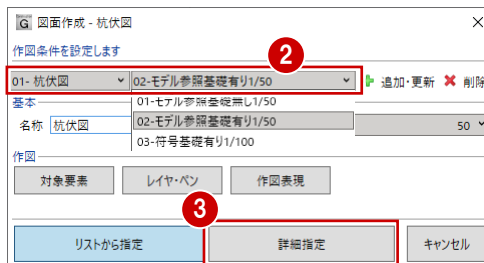 G 図面作成 - 杭伏図 ×
作図条件を設定します
2
01- 杭伏図 02-モデル参照基礎有り1/50 追加・更新 削除
01-モデル参照基礎無し1/50
基本
02-モデル参照基礎有り1/50
名称 杭伏図 50
03-符号基礎有り1/100
作図
対象要素 レイヤ・ペン 作図表現
3
リストから指定 詳細指定 キャンセル